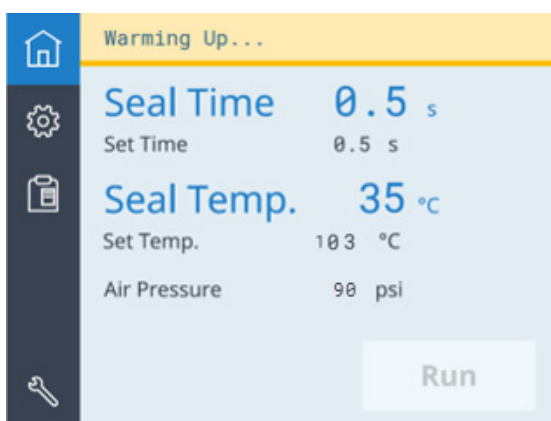 Warming Up...
Seal Time 0.5 s
Set Time 0.5 s
Seal Temp. 35 °C
Set Temp. 103 °C
Air Pressure 90 psi
Run